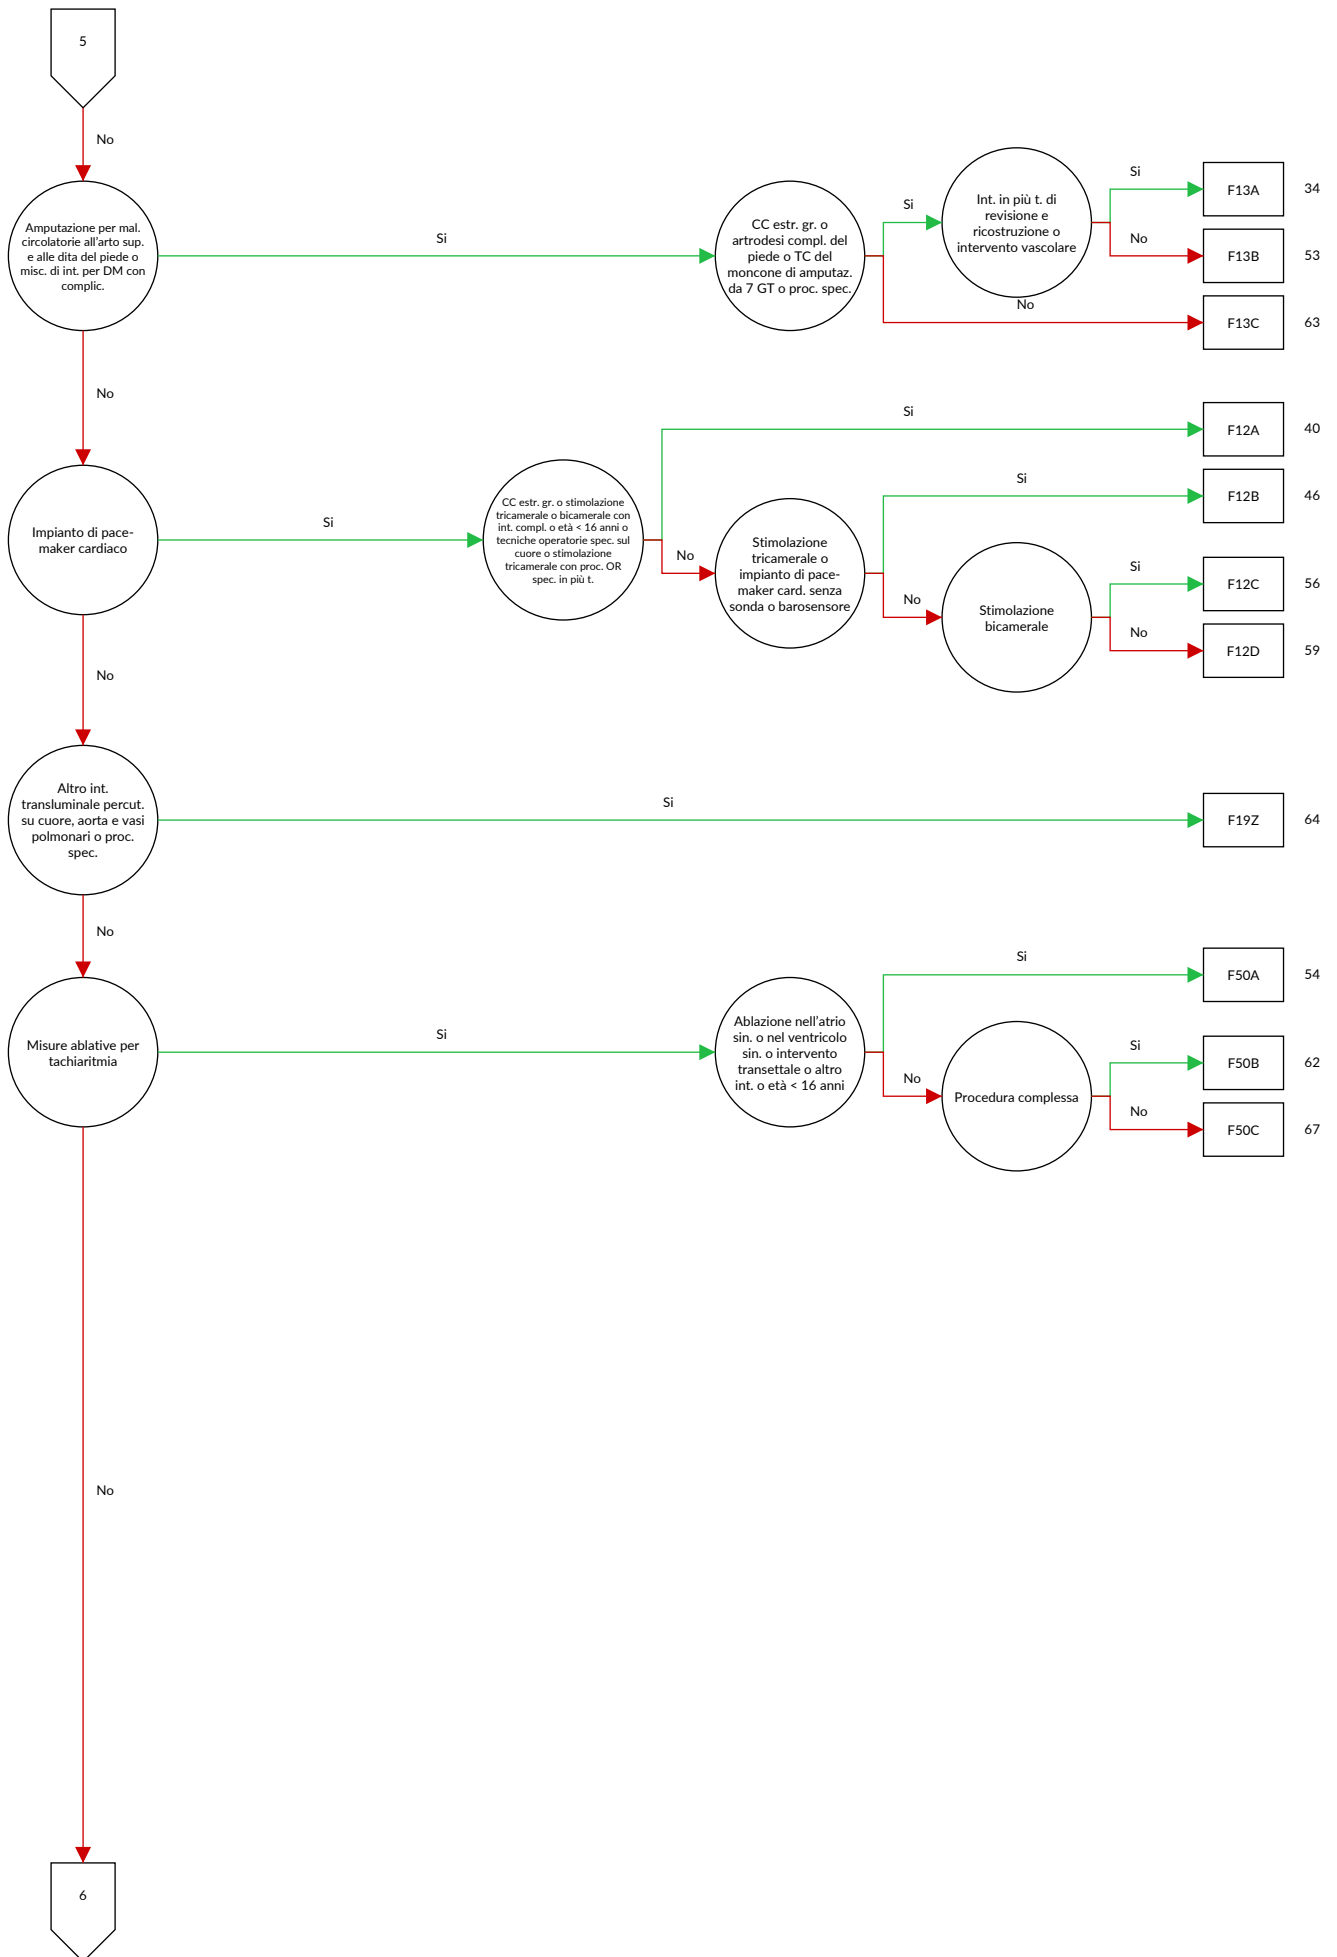 5
No
Amputazione per mal.
circolatorie all'arto sup.
e alle dita del piede o
misc. di int. per DM con
complic.
Si
CC estr. gr. o
artrodesi compl. del
piede o TC del
moncone di amputaz.
da 7 GT o proc. spec.
Si
Int. in più t. di
revisione e
ricostruzione o
intervento vascolare
Si
F13A
34
No
F13B
53
No
F13C
63
No
Impianto di pace-
maker cardiaco
Si
CC estr. gr. o stimolazione
tricamerale o bicamerale con
int. compl. o età < 16 anni o
tecniche operatorie spec. sul
cuore o stimolazione
tricamerale con proc. OR
spec. in più t.
Si
F12A
40
No
Stimolazione
tricamerale o
impianto di pace-
maker card. senza
sonda o barosensore
Si
F12B
46
No
Stimolazione
bicamerale
Si
F12C
56
No
F12D
59
No
Altro int.
transluminale percut.
su cuore, aorta e vasi
polmonari o proc.
spec.
Si
F19Z
64
No
Misure ablative per
tachiaritmia
Si
Ablazione nell'atrio
sin. o nel ventricolo
sin. o intervento
transettale o altro
int. o età < 16 anni
Si
F50A
54
No
Procedura complessa
Si
F50B
62
No
F50C
67
No
6